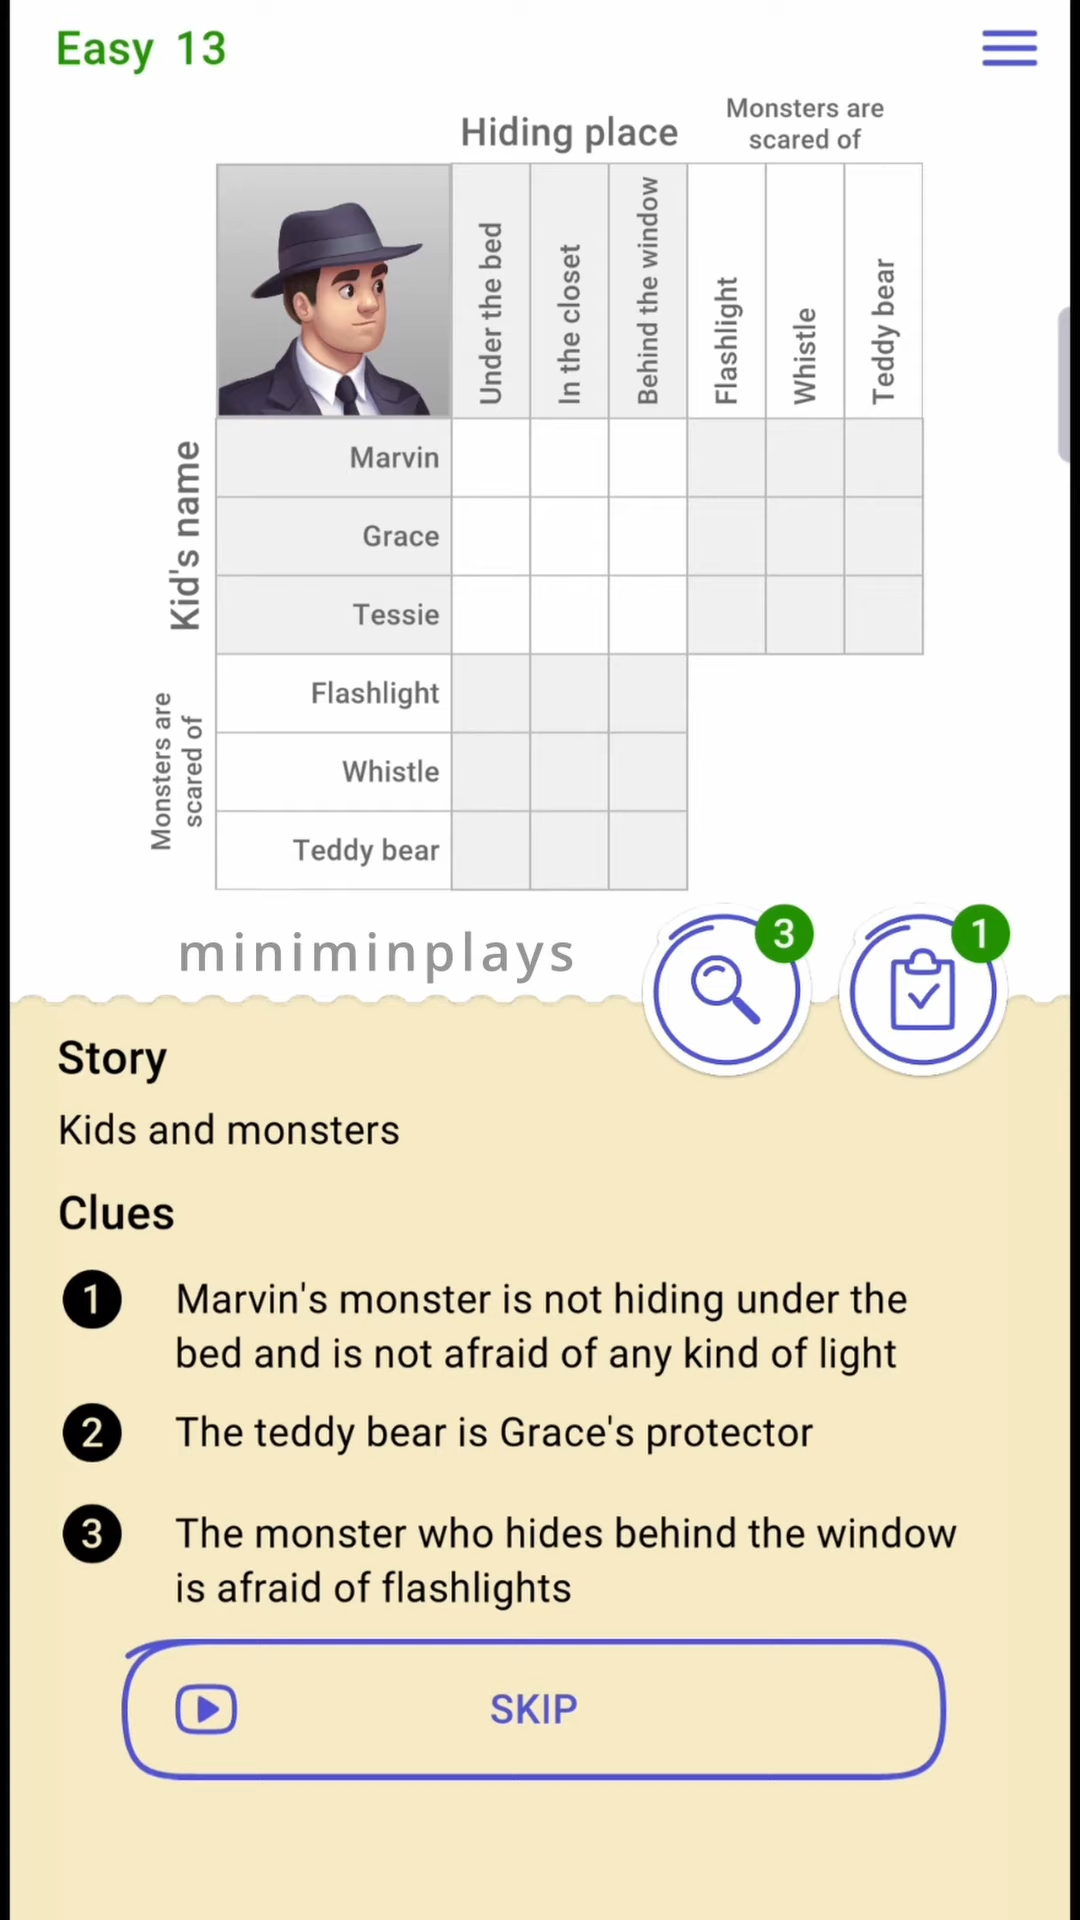 Easy 13
Hiding place
Monsters are
scared of
Under the bed
In the closet
Behind the window
Flashlight
Whistle
Teddy bear
Kid's name
Marvin
Grace
Tessie
Monsters are
scared of
Flashlight
Whistle
Teddy bear
miniminplays
3
1
Story
Kids and monsters
Clues
1 Marvin's monster is not hiding under the
bed and is not afraid of any kind of light
2 The teddy bear is Grace's protector
3 The monster who hides behind the window
is afraid of flashlights
SKIP